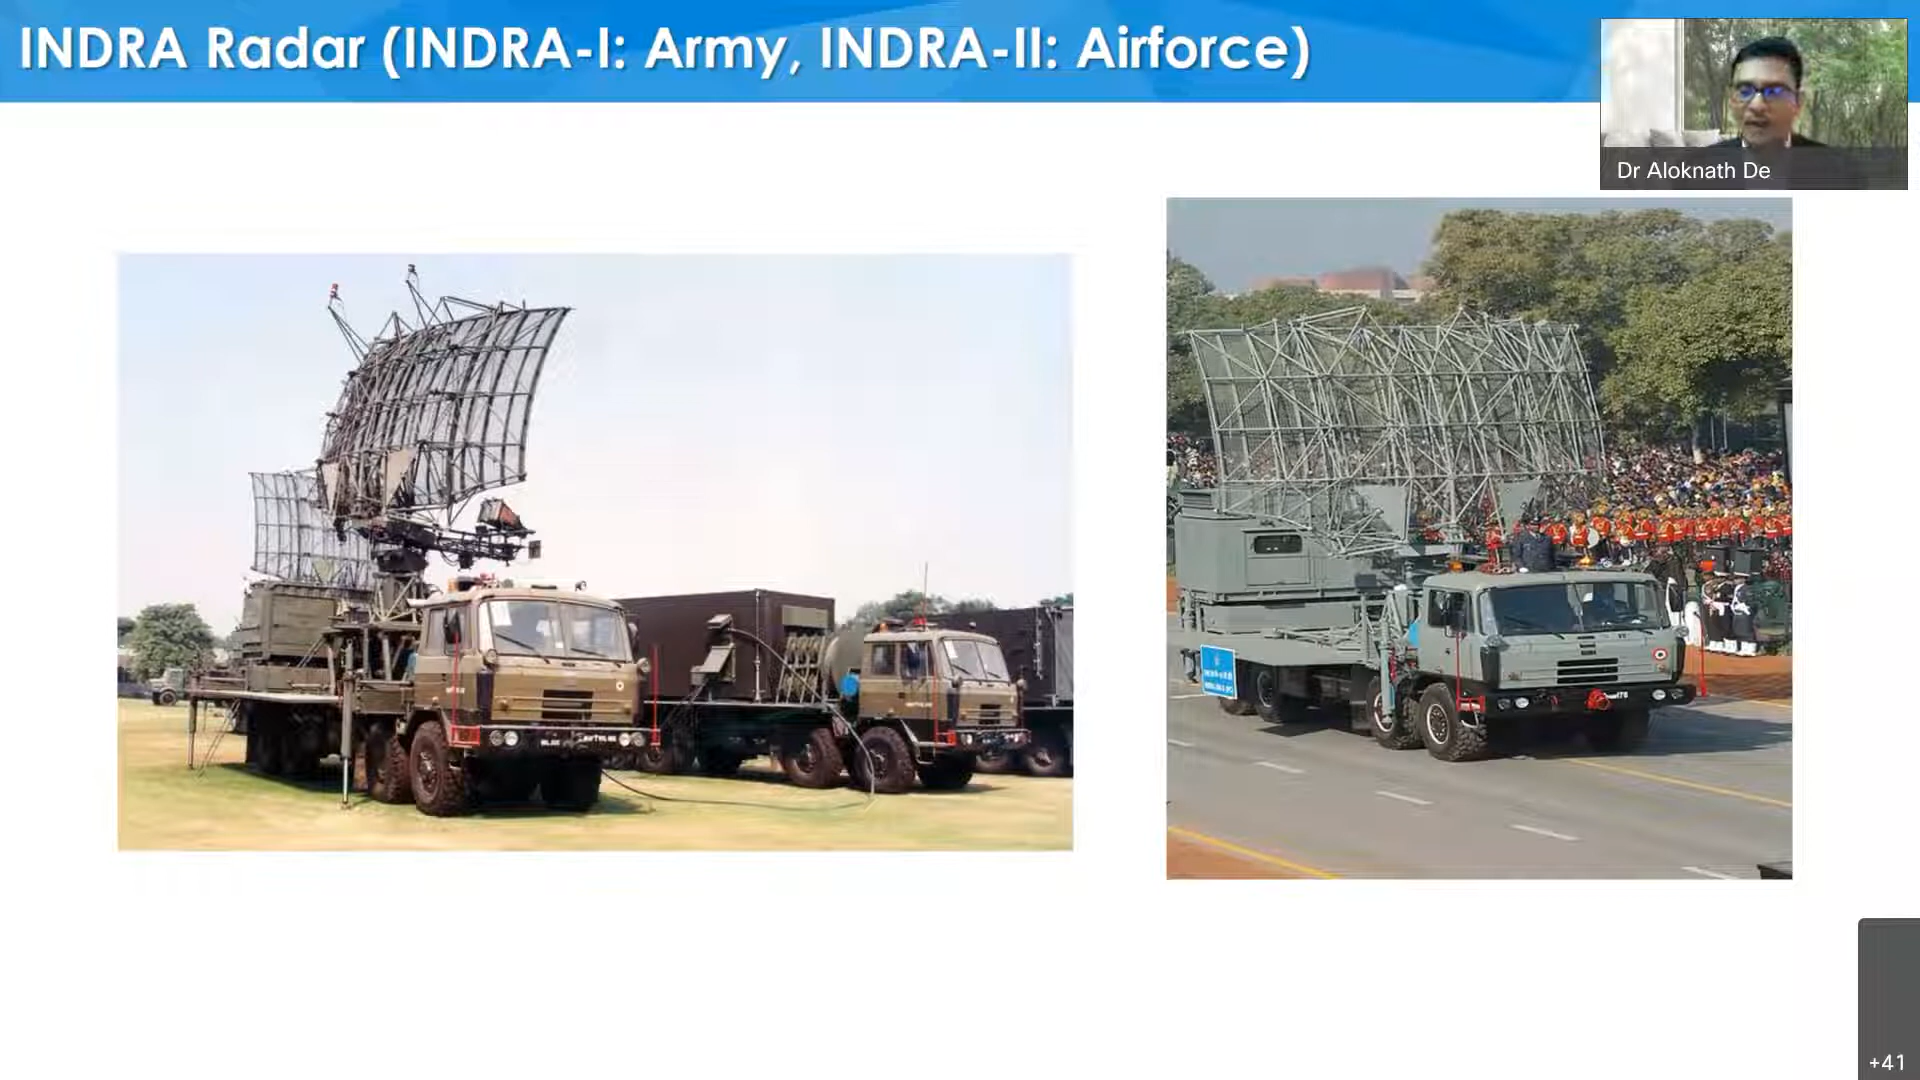 INDRA Radar (INDRA-I: Army, INDRA-II: Airforce)
Dr Aloknath De
+41